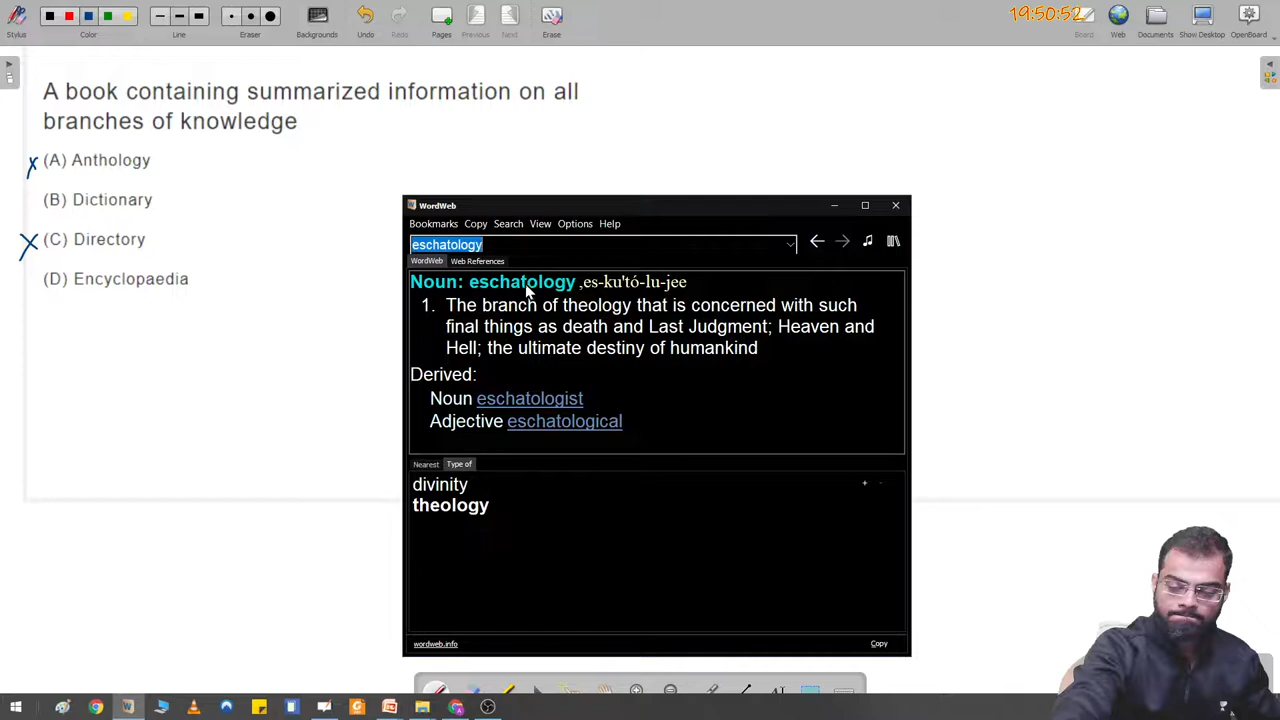 19:50:52
Stylus
Color
Line
Eraser
Backgrounds
Undo
Redo
Pages
Previous
Next
Erase
Board
Web
Documents
Show Desktop
OpenBoard
A book containing summarized information on all
branches of knowledge
(A) Anthology
(B) Dictionary
(C) Directory
(D) Encyclopaedia
WordWeb
Bookmarks Copy Search View Options Help
eschatology
WordWeb Web References
Noun: eschatology ,es-ku'tó-lu-jee
1. The branch of theology that is concerned with such
final things as death and Last Judgment; Heaven and
Hell; the ultimate destiny of humankind
Derived:
Noun eschatologist
Adjective eschatological
Nearest Type of
divinity
theology
wordweb.info
Copy